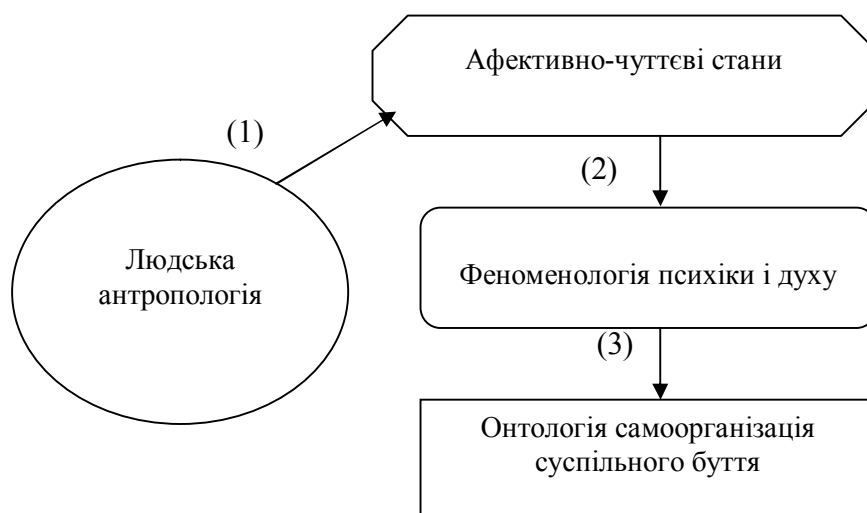 Афективно-чуттєві стани
(1)
(2)
Людська
антропологія
Феноменологія психіки і духу
(3)
Онтологія самоорганізація
суспільного буття